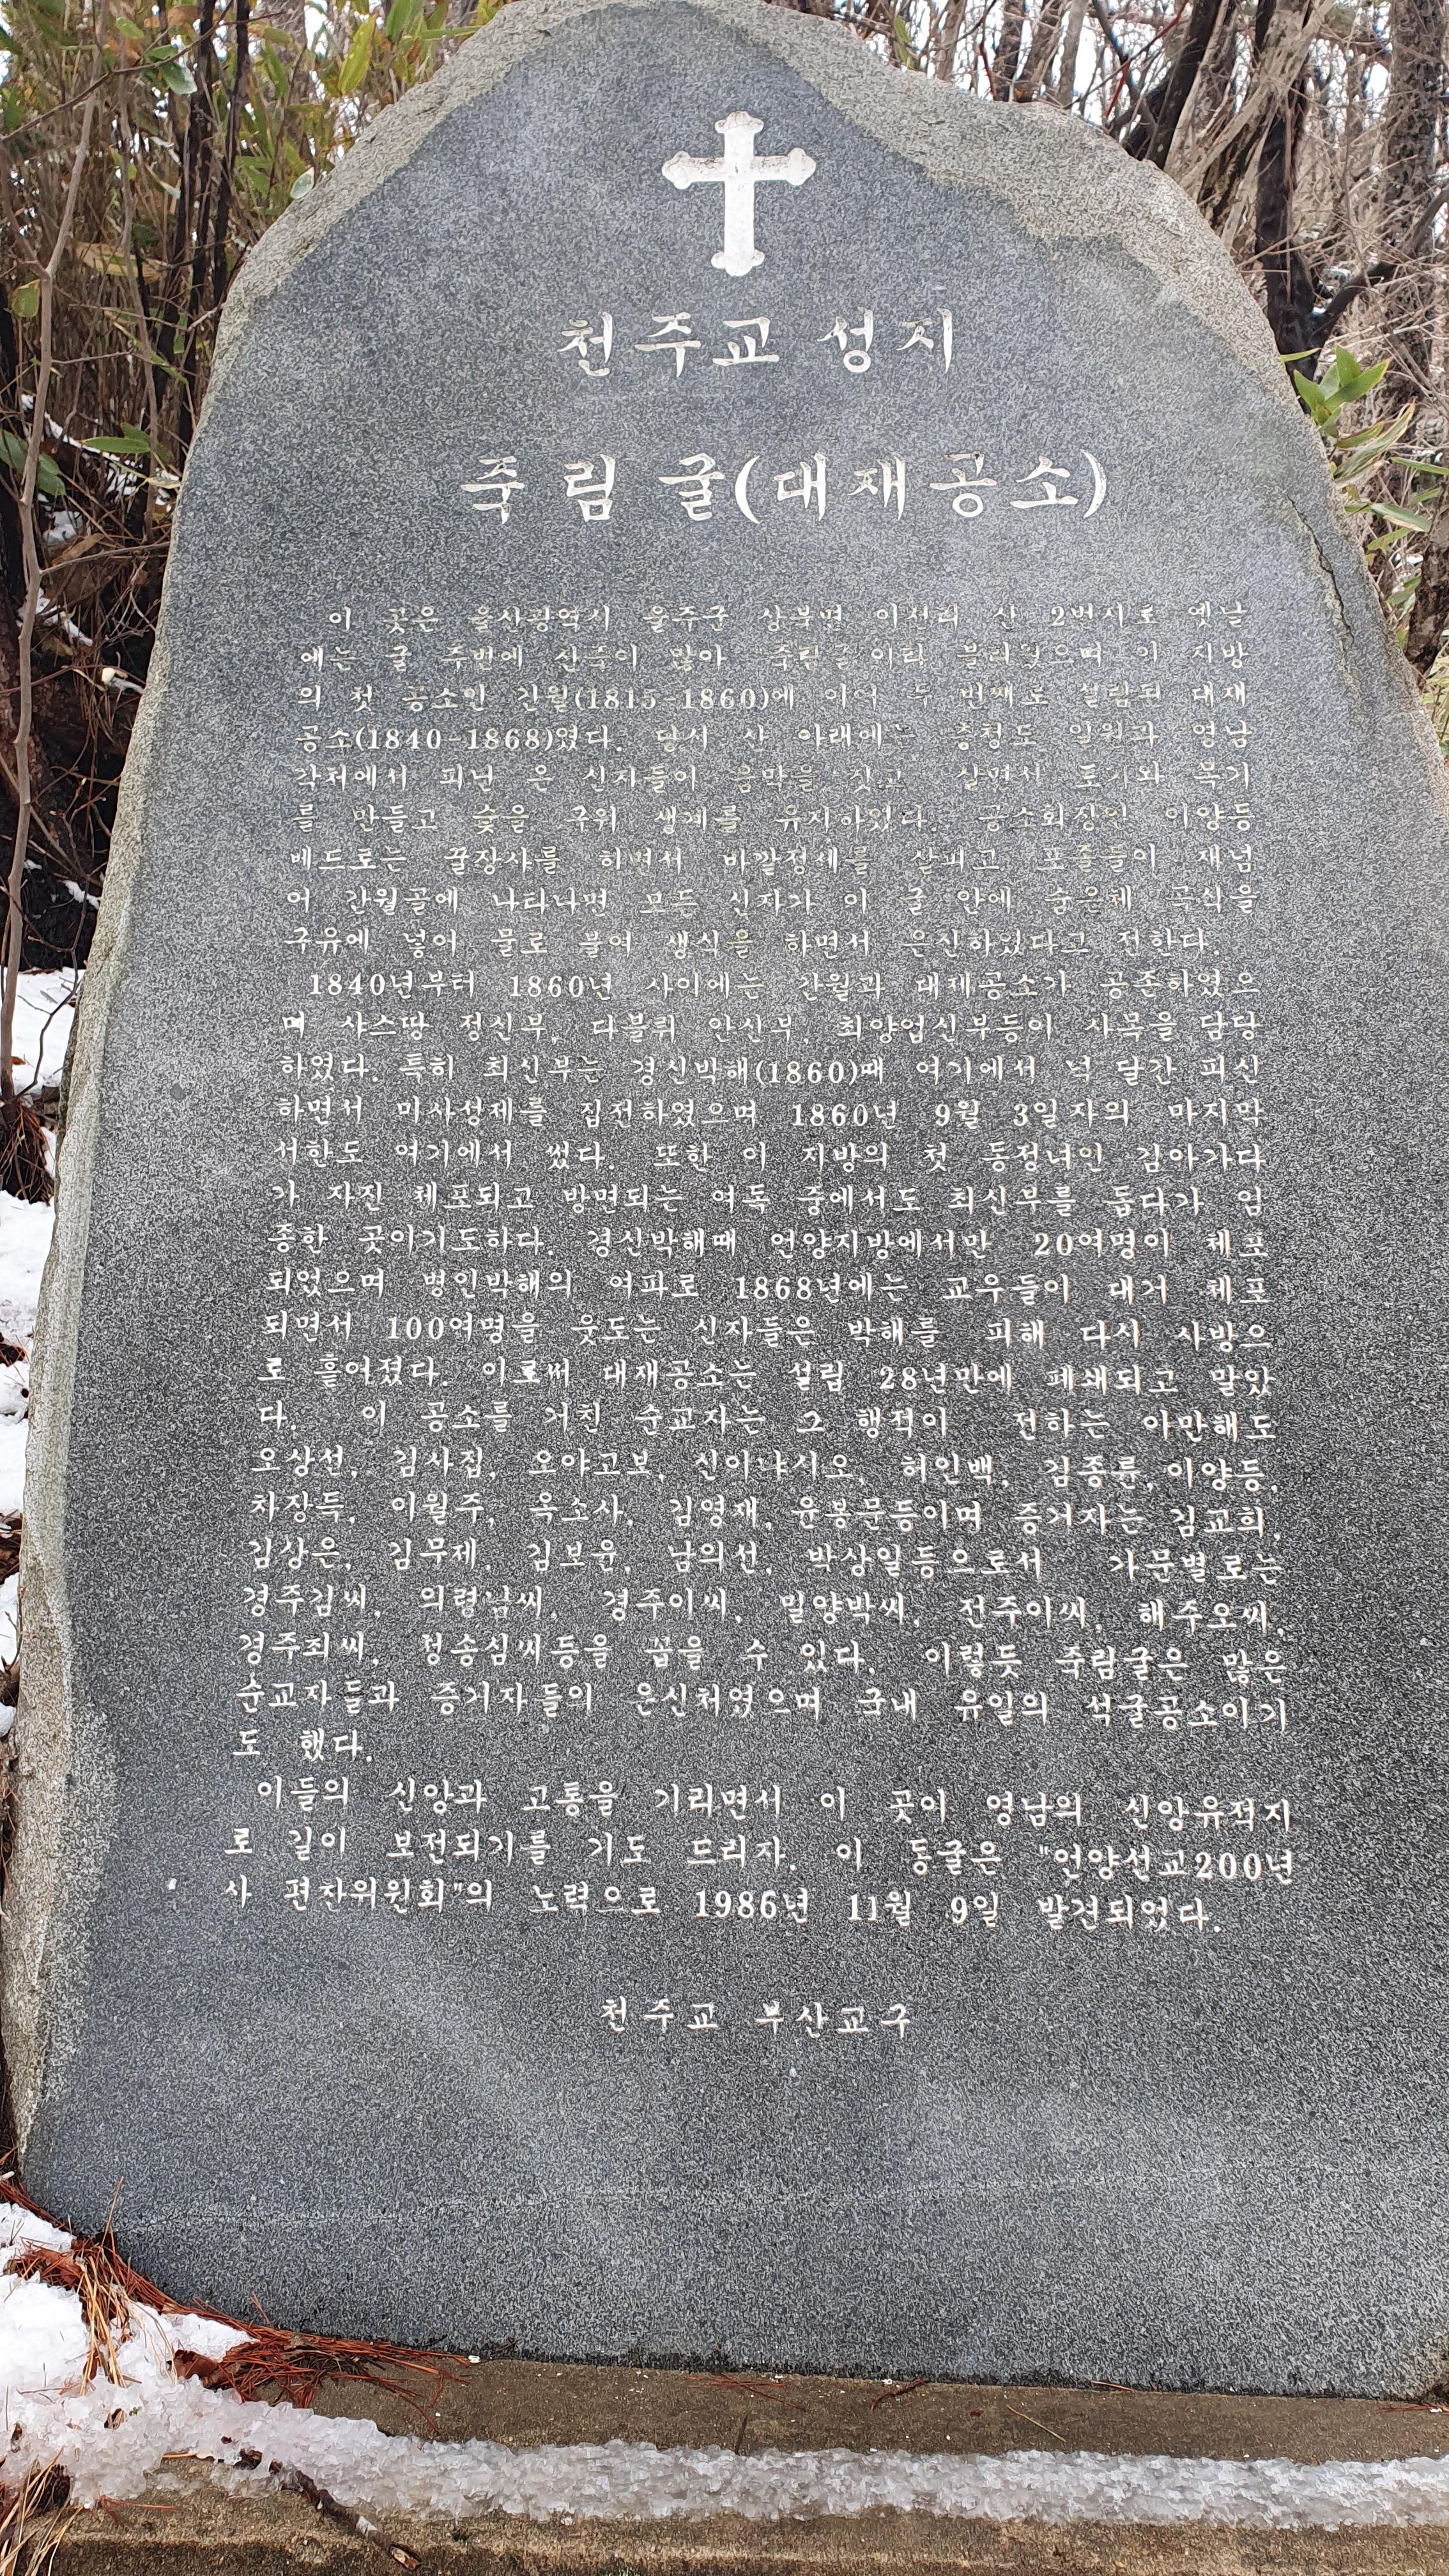 천주교 성지
죽림 굴(대재공소)
이 곳은 울산광역시 울주군 상북면 이천리 산 2번지로 옛날
에는 굴 주변에 산죽이 많아 죽림굴이라 불리웠으며 이 지방
의 첫 공소인 간월(1815-1860)에 이어 두 번째로 설립된 대재
공소(1840-1868)였다. 당시 산 아래에는 충청도 일원과 영남
각처에서 피난 온 신자들이 움막을 짓고 살면서 토기와 목기
를 만들고 숯을 구워 생계를 유지하였다. 공소회장인 이양등
베드로는 꿀장사를 하면서 바깥정세를 살피고 포졸들이 재넘
어 간월골에 나타나면 모든 신자가 이 굴 안에 숨은체 곡식을
구유에 넣어 물로 불여 생식을 하면서 은신하였다고 전한다.
1840년부터 1860년 사이에는 간월과 대재공소가 공존하였으
며 샤스땅 정신부, 다블뤼 안신부, 최양업신부등이 사목을 담당
하였다. 특히 최신부는 경신박해(1860)때 여기에서 넉 달간 피신
하면서 미사성제를 집전하였으며 1860년 9월 3일자의 마지막
서한도 여기에서 썼다. 또한 이 지방의 첫 동정녀인 김아가다
가 자진 체포되고 방면되는 여독 중에서도 최신부를 돕다가 임
종한 곳이기도하다. 경신박해때 언양지방에서만 20여명이 체포
되었으며 병인박해의 여파로 1868년에는 교우들이 대거 체포
되면서 100여명을 웃도는 신자들은 박해를 피해 다시 사방으
로 흩어졌다. 이로써 대재공소는 설립 28년만에 폐쇄되고 말았
다. 이 공소를 거친 순교자는 그 행적이 전하는 이만해도
오상선, 김사집, 오야고보, 신이냐시오, 허인백, 김종륜, 이양등,
차장득, 이월주, 옥소사, 김영재, 윤봉문등이며 증거자는 김교희,
김상은, 김무제, 김보윤, 남의선, 박상일등으로서 가문별로는
경주김씨, 의령남씨, 경주이씨, 밀양박씨, 전주이씨, 해주오씨,
경주최씨, 청송심씨등을 꼽을 수 있다. 이렇듯 죽림굴은 많은
순교자들과 증거자들이 은신처였으며 국내 유일의 석굴공소이기
도 했다.
이들의 신앙과 고통을 기리면서 이 곳이 영남의 신앙유적지
로 길이 보전되기를 기도 드리자. 이 동굴은 "언양선교200년
사 편찬위원회"의 노력으로 1986년 11월 9일 발견되었다.
천주교 부산교구